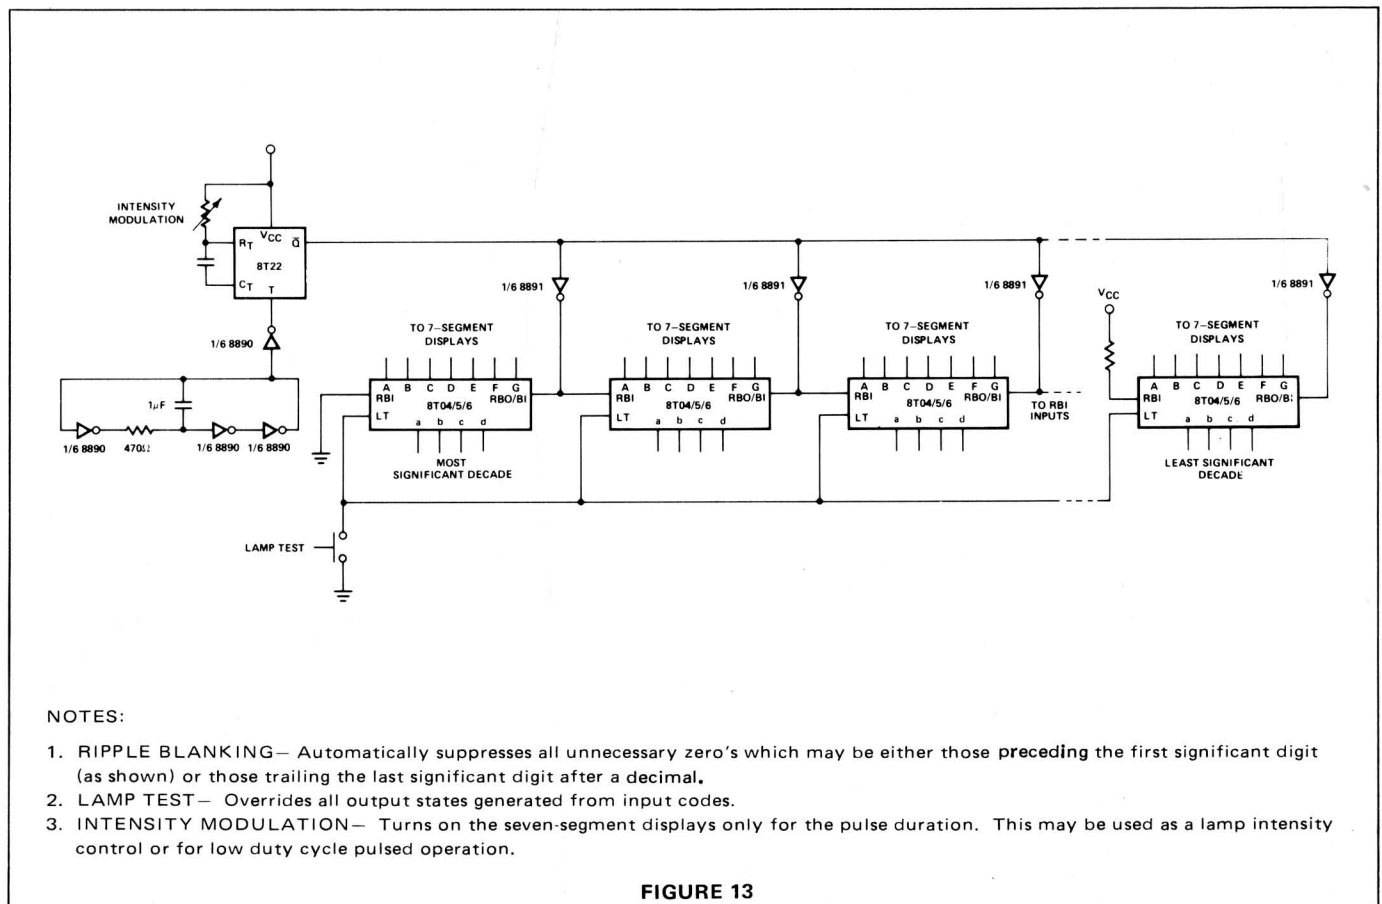 INTENSITY
MODULATION
VCC
Q̄
RT
8T22
CT
T
1/6 8890
1µF
1/6 8890
470Ω
1/6 8890
1/6 8890
1/6 8891
1/6 8891
1/6 8891
1/6 8891
VCC
TO 7–SEGMENT
DISPLAYS
A B C D E F G
RBI RBO/BI
8T04/5/6
LT
a b c d
MOST
SIGNIFICANT DECADE
TO 7–SEGMENT
DISPLAYS
A B C D E F G
RBI RBO/BI
8T04/5/6
LT
a b c d
TO 7–SEGMENT
DISPLAYS
A B C D E F G
RBI RBO/BI
8T04/5/6
LT
a b c d
TO RBI
INPUTS
TO 7–SEGMENT
DISPLAYS
A B C D E F G
RBI RBO/BI
8T04/5/6
LT
a b c d
LEAST SIGNIFICANT
DECADE
LAMP TEST
NOTES:
1. RIPPLE BLANKING— Automatically suppresses all unnecessary zero's which may be either those preceding the first significant digit
(as shown) or those trailing the last significant digit after a decimal.
2. LAMP TEST— Overrides all output states generated from input codes.
3. INTENSITY MODULATION— Turns on the seven-segment displays only for the pulse duration. This may be used as a lamp intensity
control or for low duty cycle pulsed operation.
FIGURE 13